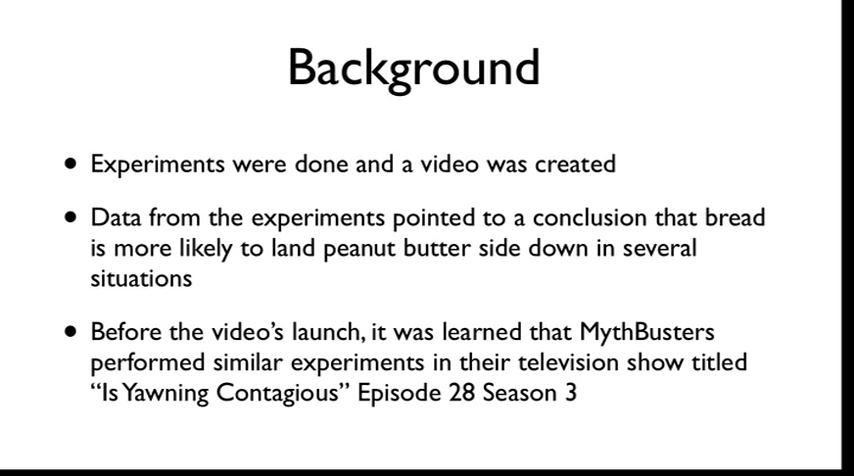 Background
• Experiments were done and a video was created
• Data from the experiments pointed to a conclusion that bread
is more likely to land peanut butter side down in several
situations
• Before the video’s launch, it was learned that MythBusters
performed similar experiments in their television show titled
“Is Yawning Contagious” Episode 28 Season 3